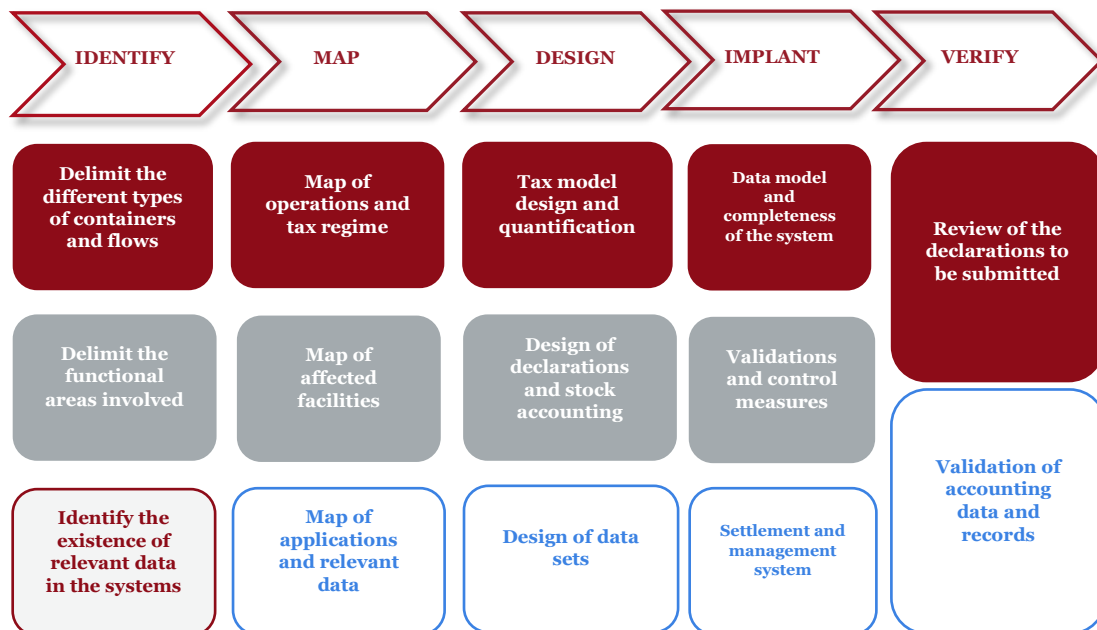 IDENTIFY
MAP
DESIGN
IMPLANT
VERIFY
Delimit the
different types
of containers
and flows
Map of
operations and
tax regime
Tax model
design and
quantification
Data model
and
completeness
of the system
Review of the
declarations to
be submitted
Delimit the
functional
areas involved
Map of
affected
facilities
Design of
declarations
and stock
accounting
Validations
and control
measures
Identify the
existence of
relevant data
in the systems
Map of
applications
and relevant
data
Design of data
sets
Settlement and
management
system
Validation of
accounting
data and
records